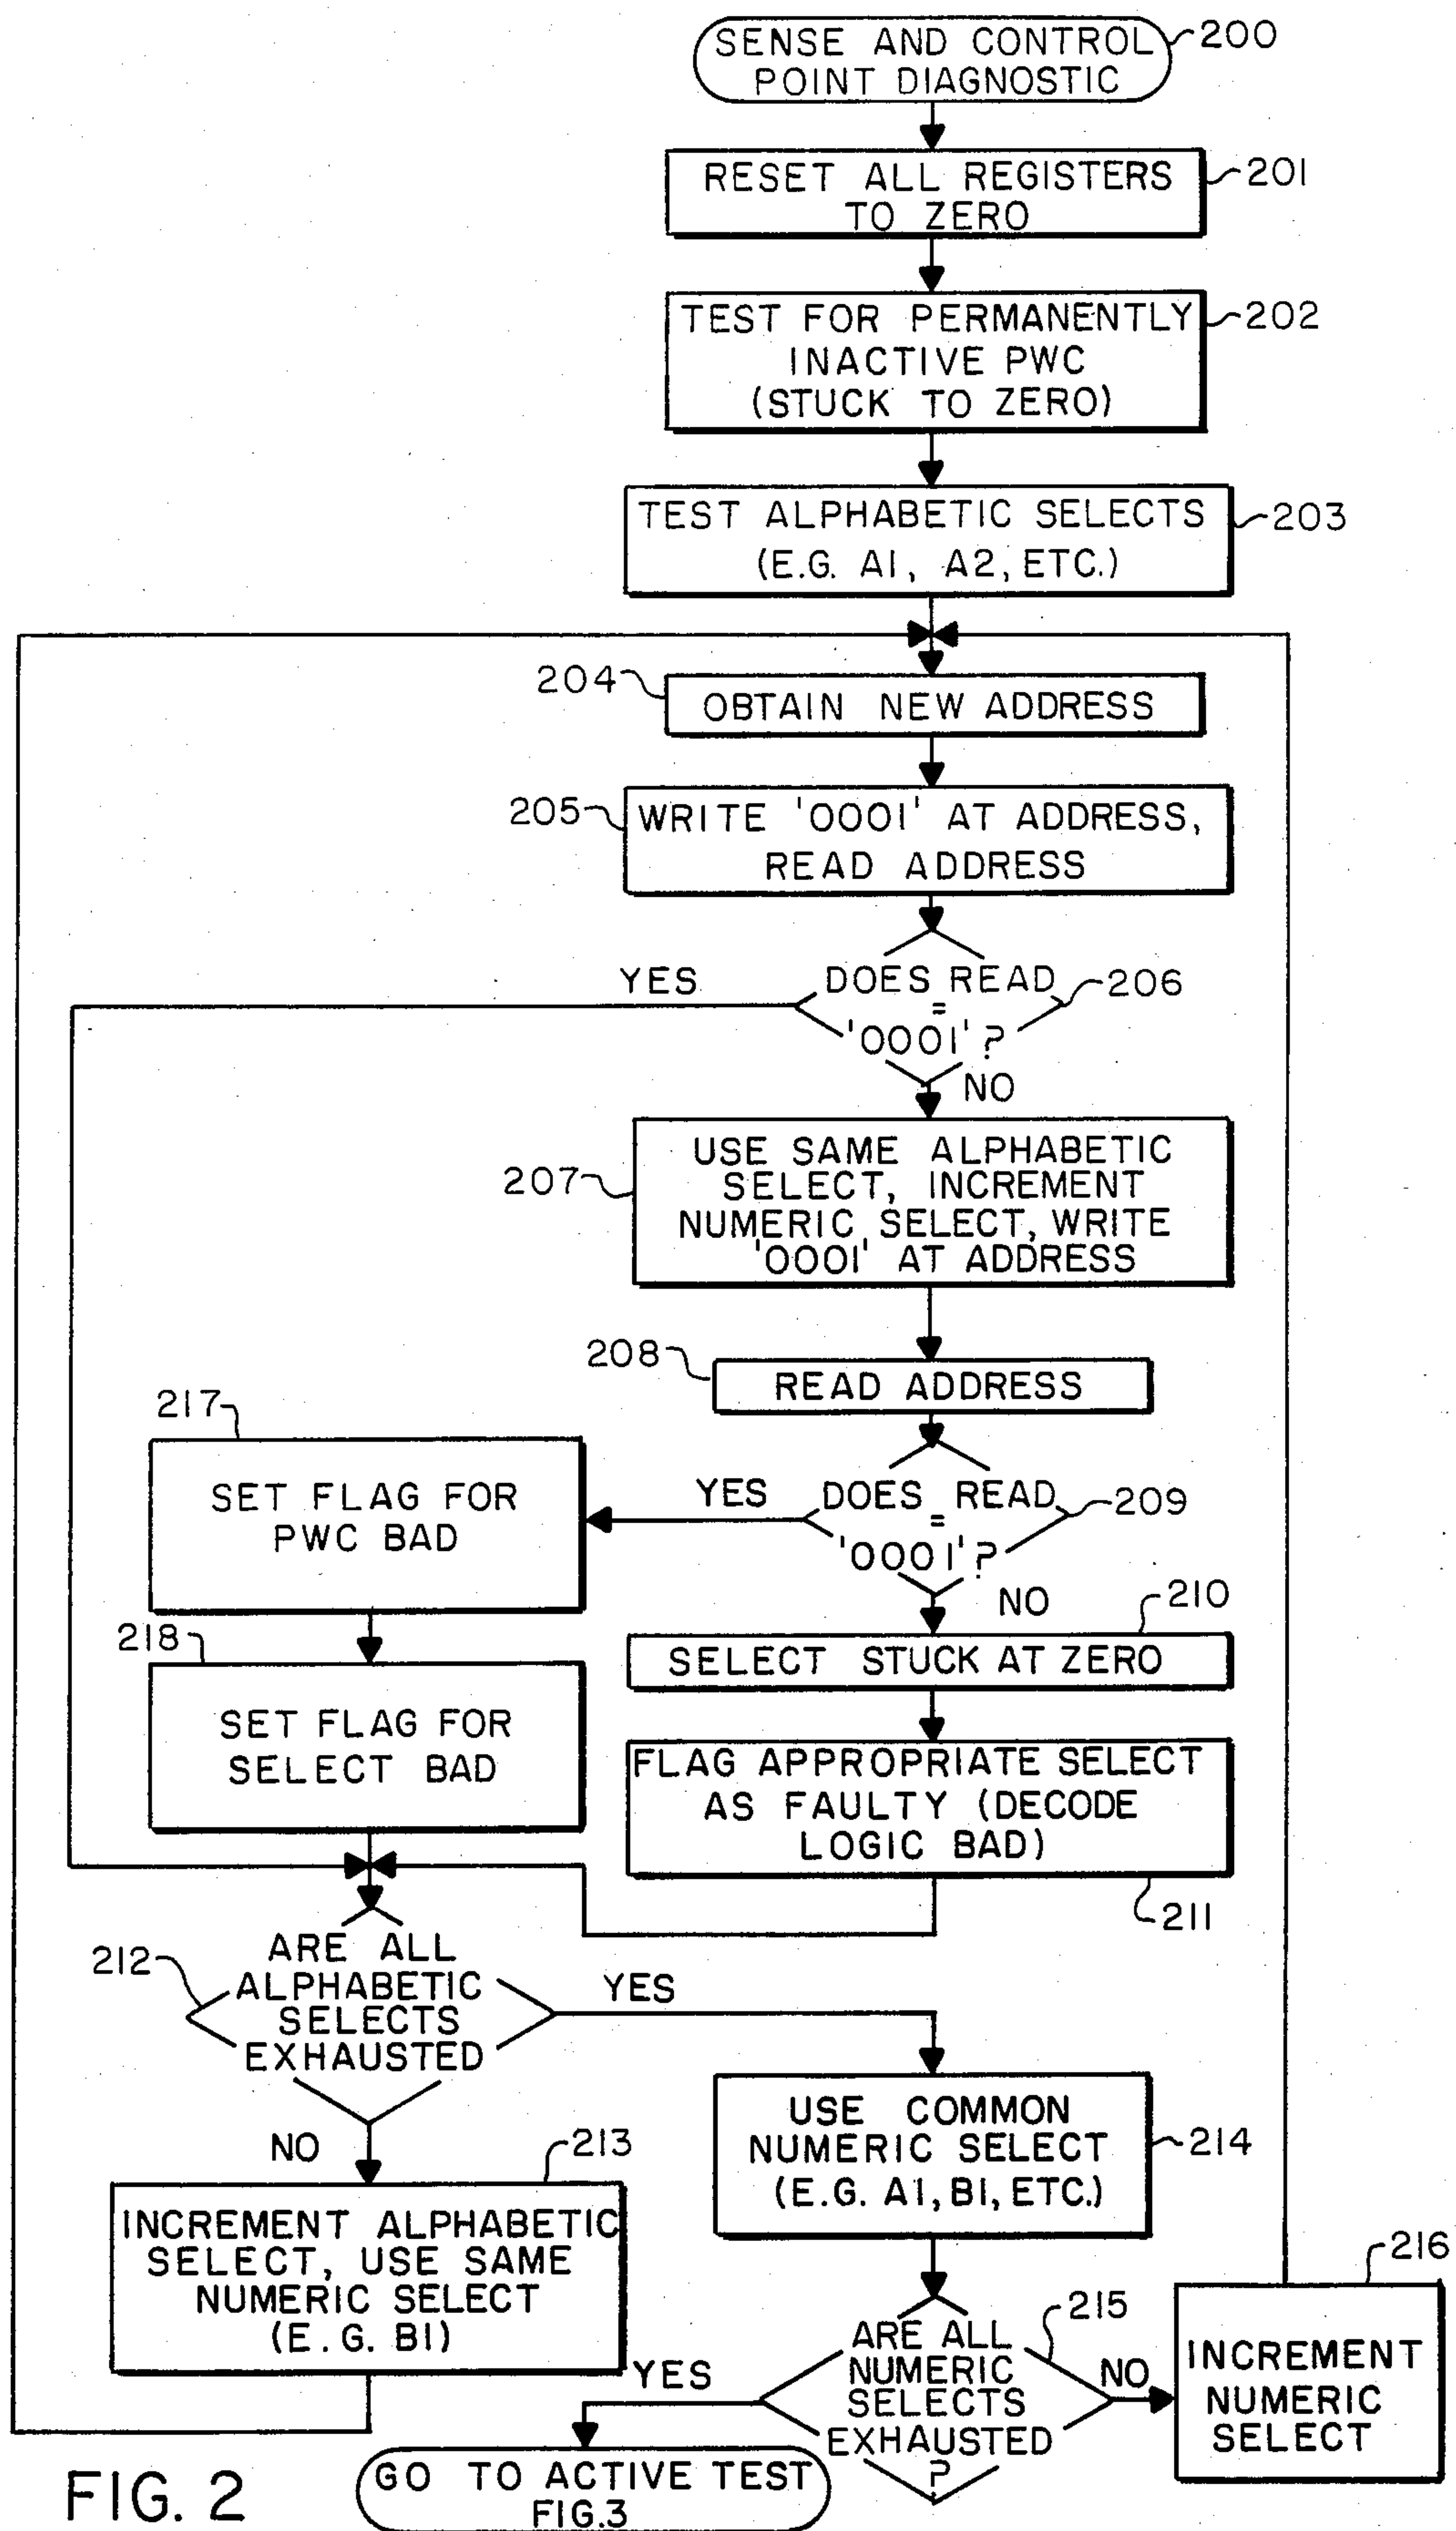 SENSE AND CONTROL
POINT DIAGNOSTIC
200
RESET ALL REGISTERS
TO ZERO
201
TEST FOR PERMANENTLY
INACTIVE PWC
(STUCK TO ZERO)
202
TEST ALPHABETIC SELECTS
(E.G. A1, A2, ETC.)
203
204
OBTAIN NEW ADDRESS
205
WRITE '0001' AT ADDRESS,
READ ADDRESS
YES
DOES READ
=
'0001'?
206
NO
207
USE SAME ALPHABETIC
SELECT, INCREMENT
NUMERIC SELECT, WRITE
'0001' AT ADDRESS
208
READ ADDRESS
217
SET FLAG FOR
PWC BAD
YES
DOES READ
=
'0001'?
209
NO
210
SELECT STUCK AT ZERO
218
SET FLAG FOR
SELECT BAD
FLAG APPROPRIATE SELECT
AS FAULTY (DECODE
LOGIC BAD)
211
212
ARE ALL
ALPHABETIC
SELECTS
EXHAUSTED
YES
NO
213
INCREMENT ALPHABETIC
SELECT, USE SAME
NUMERIC SELECT
(E.G. B1)
USE COMMON
NUMERIC SELECT
(E.G. A1, B1, ETC.)
214
215
ARE ALL
NUMERIC
SELECTS
EXHAUSTED
?
YES
NO
216
INCREMENT
NUMERIC
SELECT
GO TO ACTIVE TEST
FIG.3
FIG. 2